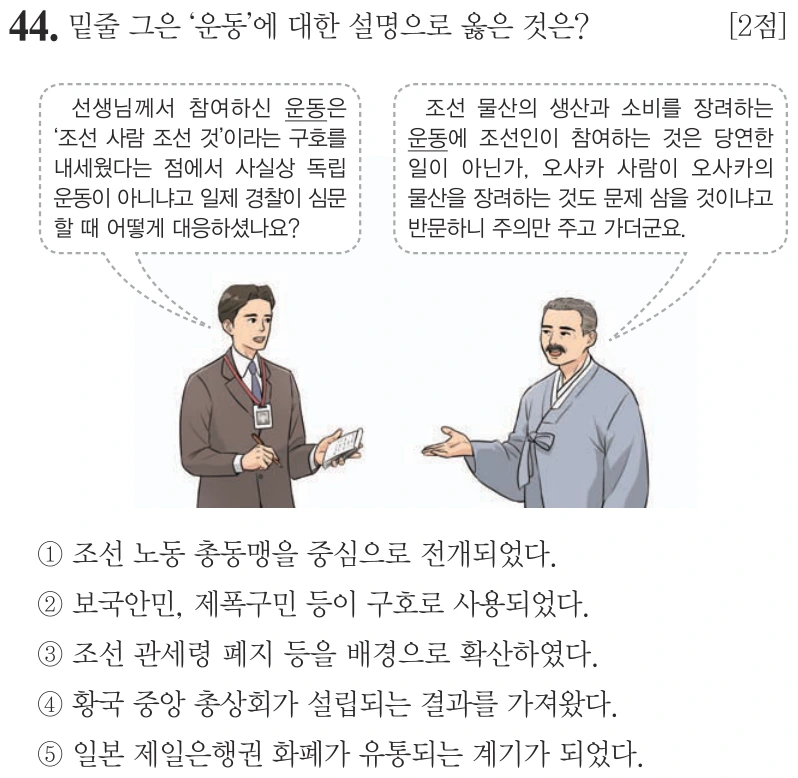 44. 밑줄 그은 ‘운동’에 대한 설명으로 옳은 것은? [2점]
선생님께서 참여하신 운동은
‘조선 사람 조선 것’이라는 구호를
내세웠다는 점에서 사실상 독립
운동이 아니냐고 일제 경찰이 심문
할 때 어떻게 대응하셨나요?
조선 물산의 생산과 소비를 장려하는
운동에 조선인이 참여하는 것은 당연한
일이 아닌가, 오사카 사람이 오사카의
물산을 장려하는 것도 문제 삼을 것이냐고
반문하니 주의만 주고 가더군요.
① 조선 노동 총동맹을 중심으로 전개되었다.
② 보국안민, 제폭구민 등이 구호로 사용되었다.
③ 조선 관세령 폐지 등을 배경으로 확산하였다.
④ 황국 중앙 총상회가 설립되는 결과를 가져왔다.
⑤ 일본 제일은행권 화폐가 유통되는 계기가 되었다.